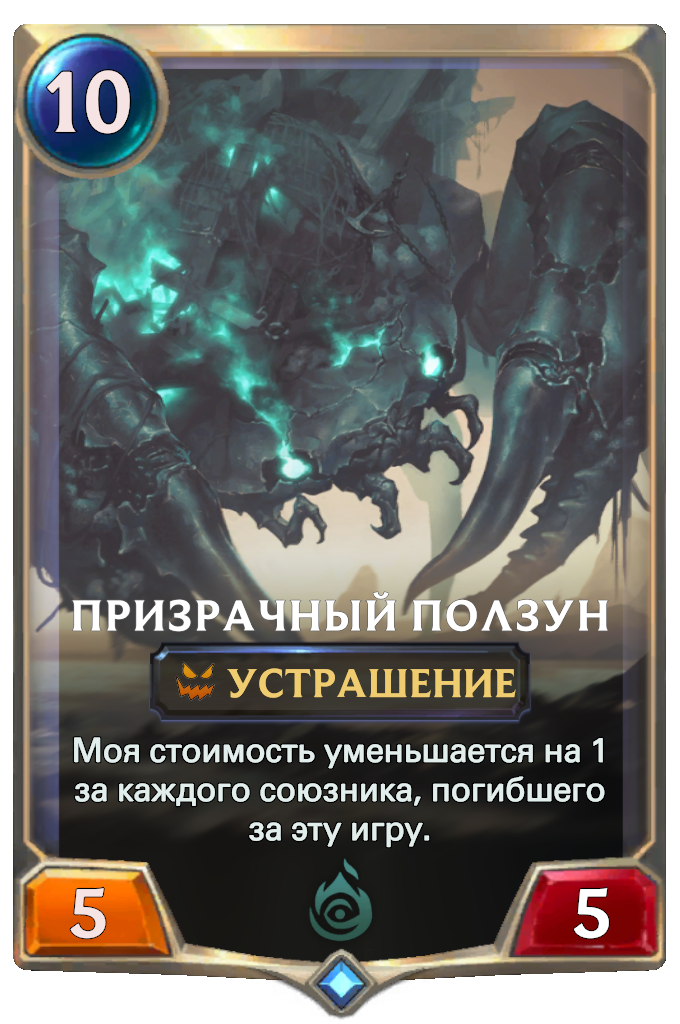 10
ПРИЗРАЧНЫЙ ПОЛЗУН
УСТРАШЕНИЕ
Моя стоимость уменьшается на 1
за каждого союзника, погибшего
за эту игру.
5
5